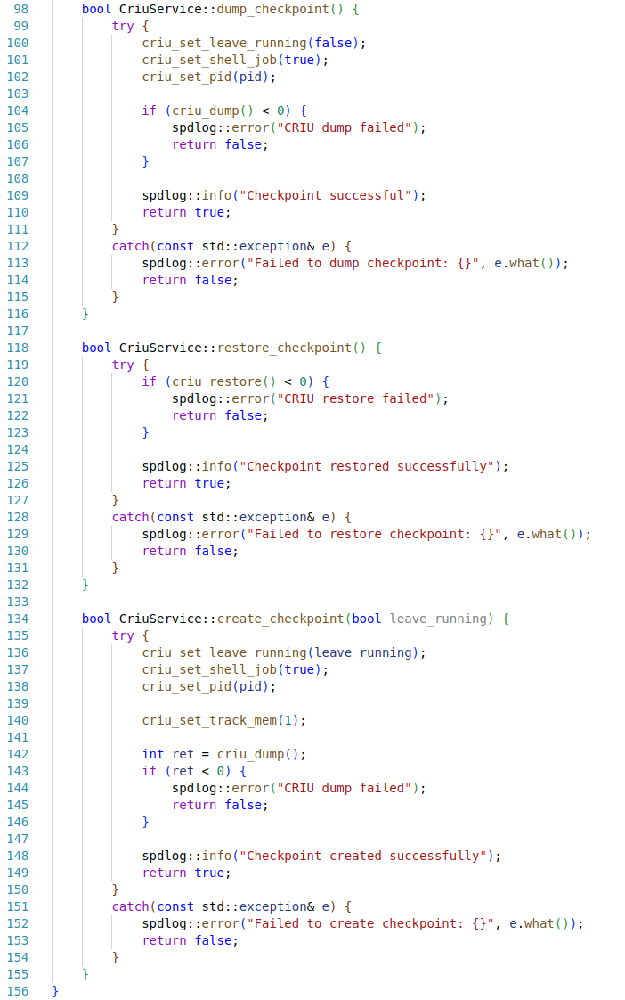 98 bool CriuService::dump_checkpoint() {
99 try {
100 criu_set_leave_running(false);
101 criu_set_shell_job(true);
102 criu_set_pid(pid);
103
104 if (criu_dump() < 0) {
105 spdlog::error("CRIU dump failed");
106 return false;
107 }
108
109 spdlog::info("Checkpoint successful");
110 return true;
111 }
112 catch(const std::exception& e) {
113 spdlog::error("Failed to dump checkpoint: {}", e.what());
114 return false;
115 }
116 }
117
118 bool CriuService::restore_checkpoint() {
119 try {
120 if (criu_restore() < 0) {
121 spdlog::error("CRIU restore failed");
122 return false;
123 }
124
125 spdlog::info("Checkpoint restored successfully");
126 return true;
127 }
128 catch(const std::exception& e) {
129 spdlog::error("Failed to restore checkpoint: {}", e.what());
130 return false;
131 }
132 }
133
134 bool CriuService::create_checkpoint(bool leave_running) {
135 try {
136 criu_set_leave_running(leave_running);
137 criu_set_shell_job(true);
138 criu_set_pid(pid);
139
140 criu_set_track_mem(1);
141
142 int ret = criu_dump();
143 if (ret < 0) {
144 spdlog::error("CRIU dump failed");
145 return false;
146 }
147
148 spdlog::info("Checkpoint created successfully");
149 return true;
150 }
151 catch(const std::exception& e) {
152 spdlog::error("Failed to create checkpoint: {}", e.what());
153 return false;
154 }
155 }
156 }